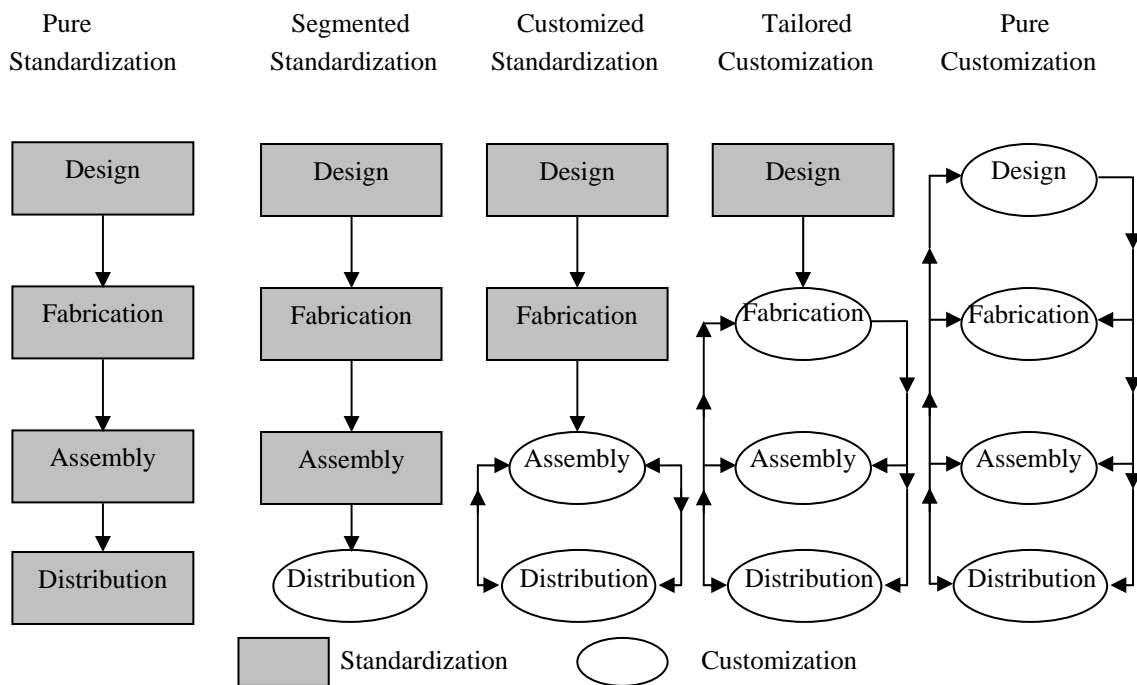 Pure
Standardization
Segmented
Standardization
Customized
Standardization
Tailored
Customization
Pure
Customization
Design
Design
Design
Design
Design
Fabrication
Fabrication
Fabrication
Fabrication
Fabrication
Assembly
Assembly
Assembly
Assembly
Assembly
Distribution
Distribution
Distribution
Distribution
Distribution
Standardization
Customization